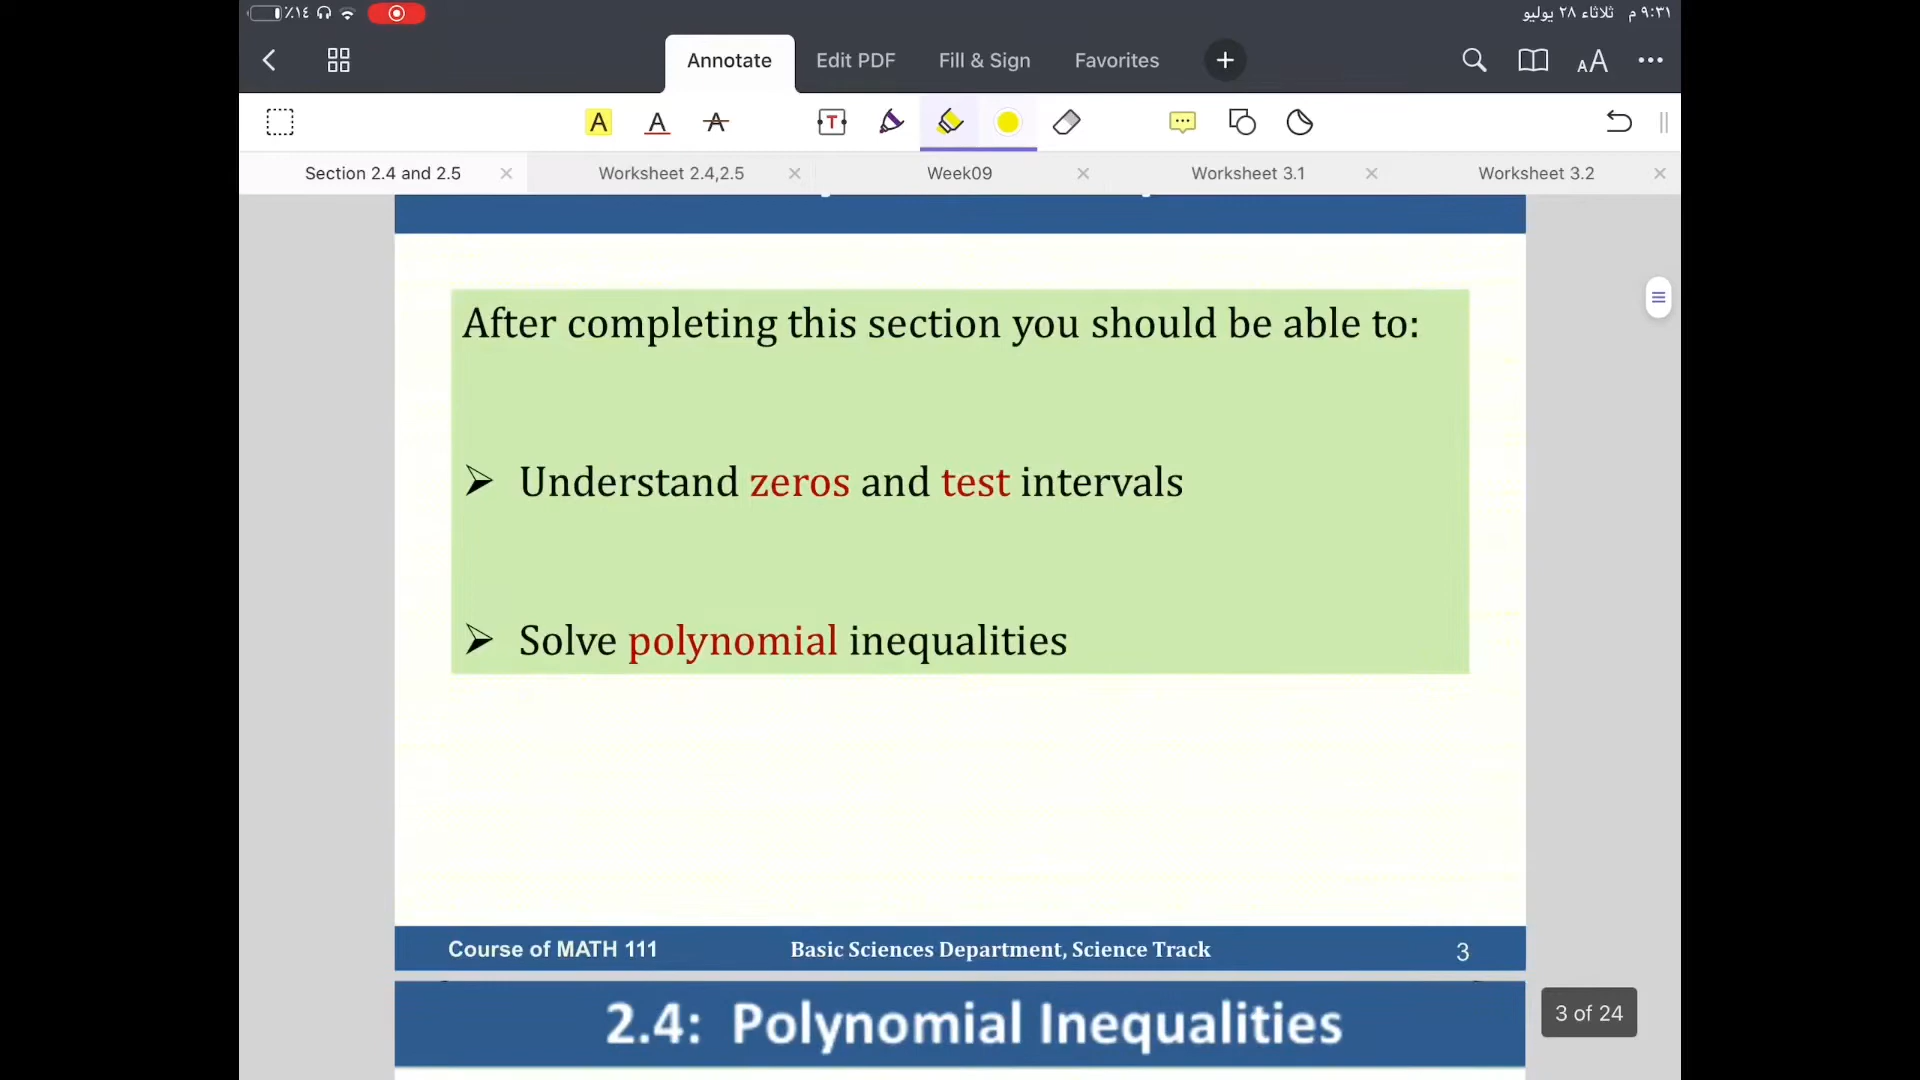 ٪١٤
٩:٣١ م ثلاثاء ٢٨ يوليو
Annotate
Edit PDF
Fill & Sign
Favorites
A A A T
AA
Section 2.4 and 2.5
Worksheet 2.4,2.5
Week09
Worksheet 3.1
Worksheet 3.2
After completing this section you should be able to:
Understand zeros and test intervals
Solve polynomial inequalities
Course of MATH 111 Basic Sciences Department, Science Track 3
2.4: Polynomial Inequalities
3 of 24